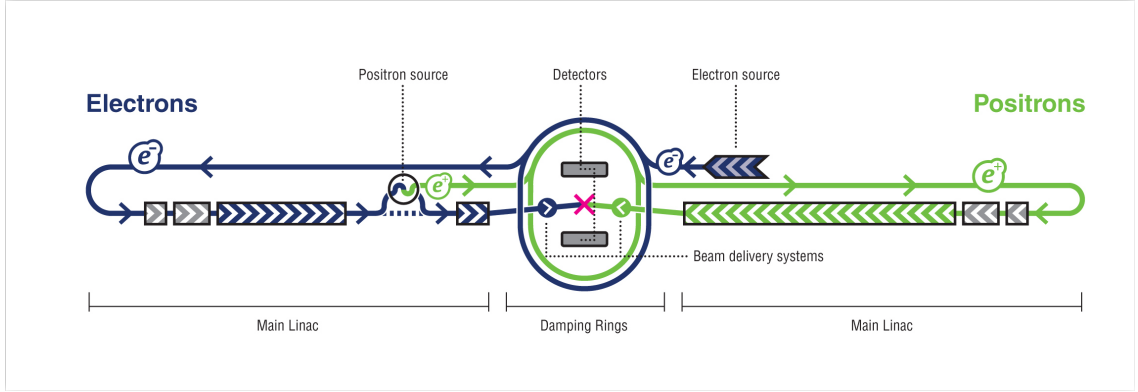 Positron source
Detectors
Electron source
Electrons
Positrons
e-
e-
e+
e+
Beam delivery systems
Main Linac
Damping Rings
Main Linac